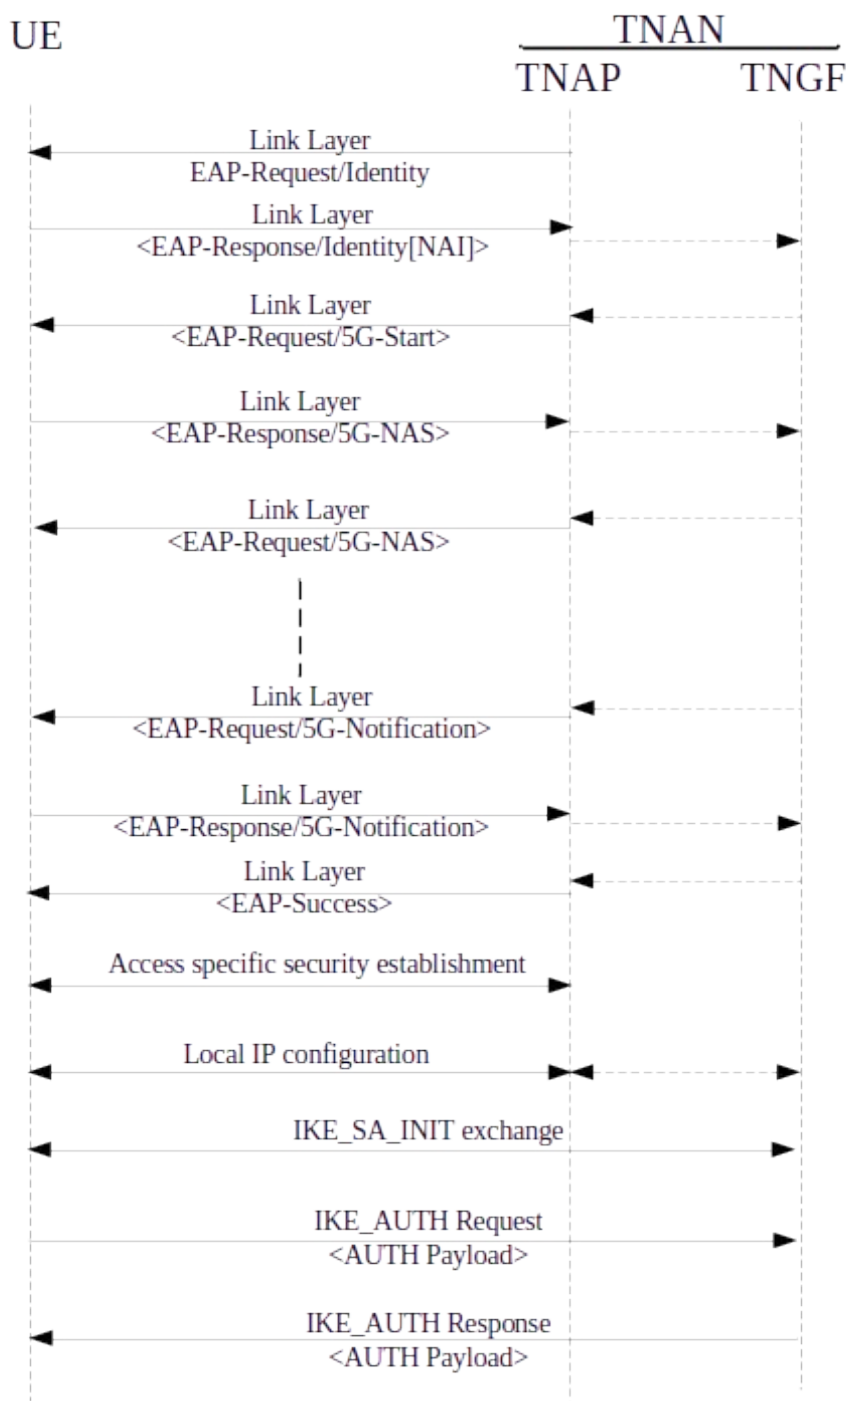 UE
TNAN
TNAP
TNGF
Link Layer
EAP-Request/Identity
Link Layer
<EAP-Response/Identity[NAI]>
Link Layer
<EAP-Request/5G-Start>
Link Layer
<EAP-Response/5G-NAS>
Link Layer
<EAP-Request/5G-NAS>
Link Layer
<EAP-Request/5G-Notification>
Link Layer
<EAP-Response/5G-Notification>
Link Layer
<EAP-Success>
Access specific security establishment
Local IP configuration
IKE_SA_INIT exchange
IKE_AUTH Request
<AUTH Payload>
IKE_AUTH Response
<AUTH Payload>